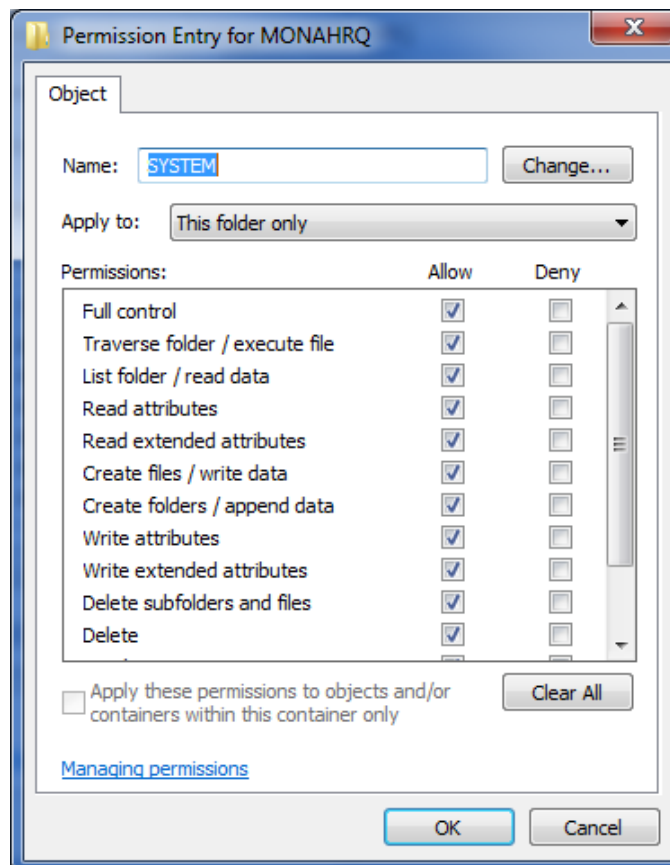 Permission Entry for MONAHRQ
Object
Name: SYSTEM Change...
Apply to: This folder only
Permissions: Allow Deny
Full control
Traverse folder / execute file
List folder / read data
Read attributes
Read extended attributes
Create files / write data
Create folders / append data
Write attributes
Write extended attributes
Delete subfolders and files
Delete
Apply these permissions to objects and/or
containers within this container only
Clear All
Managing permissions
OK Cancel